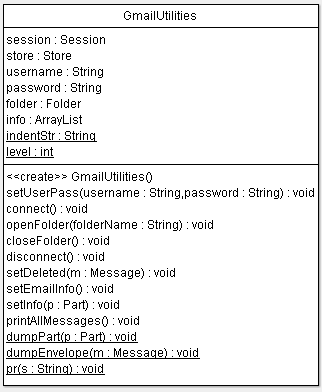 GmailUtilities
session : Session
store : Store
username : String
password : String
folder : Folder
info : ArrayList
indentStr : String
level : int
<<create>> GmailUtilities()
setUserPass(username : String,password : String) : void
connect() : void
openFolder(folderName : String) : void
closeFolder() : void
disconnect() : void
setDeleted(m : Message) : void
setEmailInfo() : void
setInfo(p : Part) : void
printAllMessages() : void
dumpPart(p : Part) : void
dumpEnvelope(m : Message) : void
pr(s : String) : void